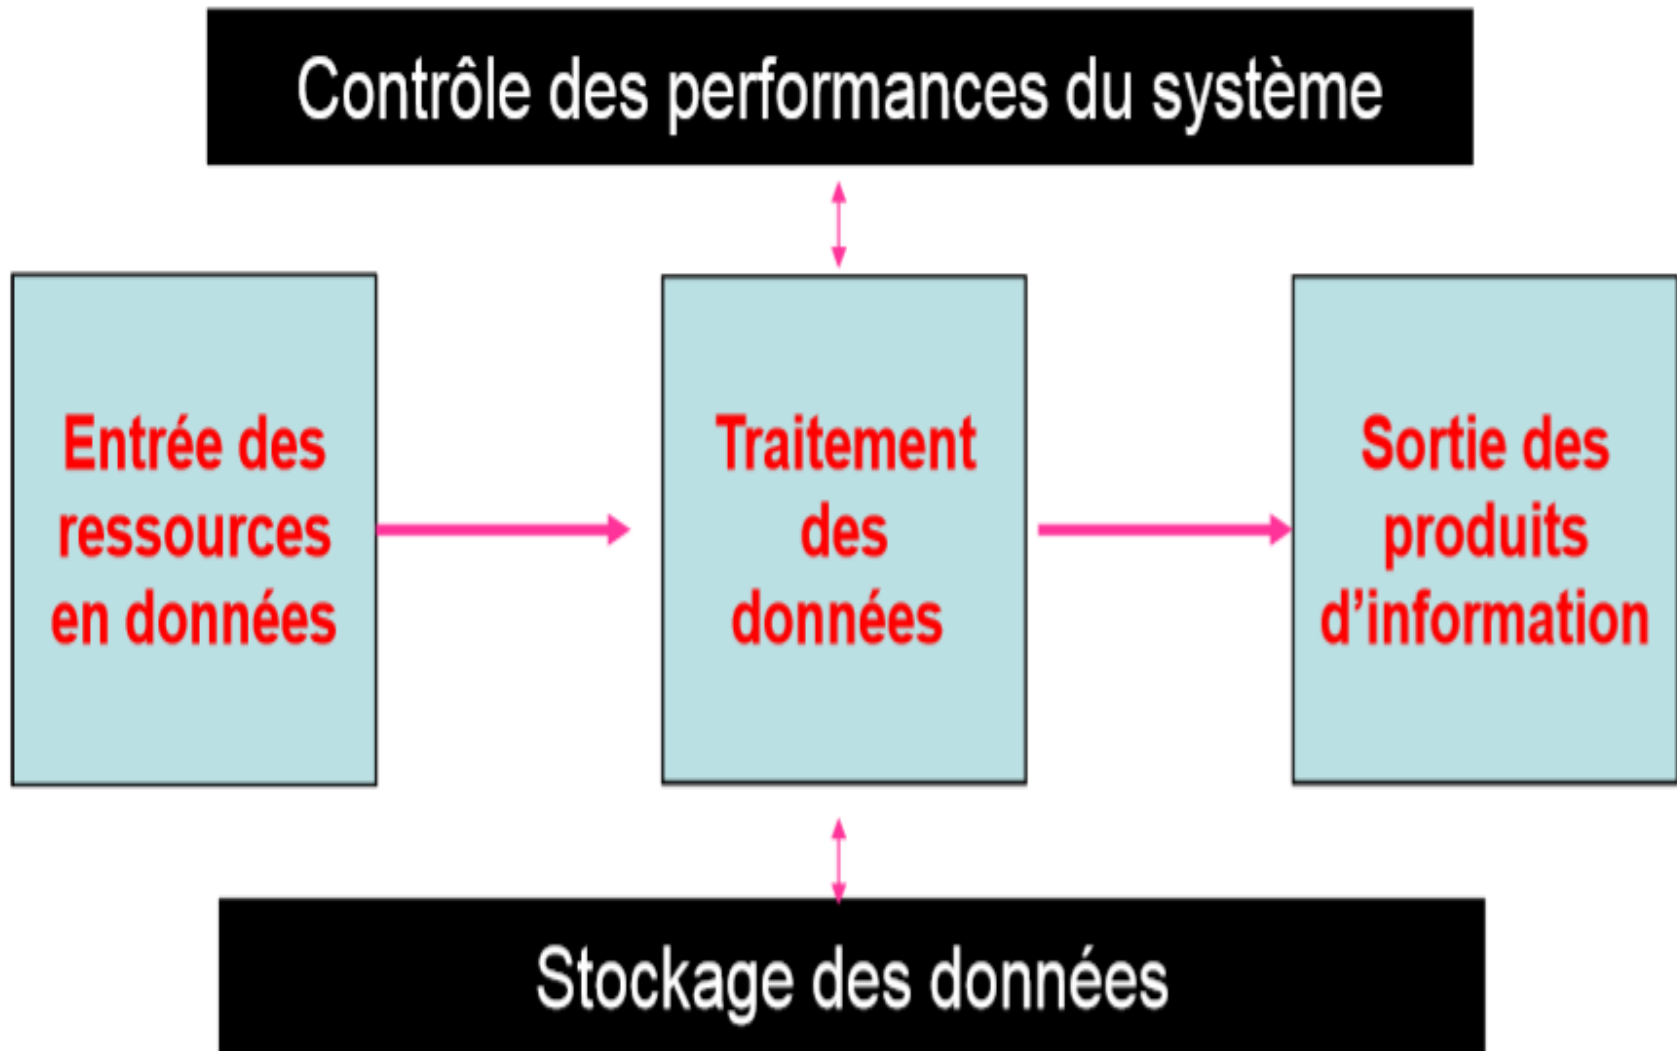 Contrôle des performances du système
Entrée des
ressources
en données
Traitement
des
données
Sortie des
produits
d’information
Stockage des données